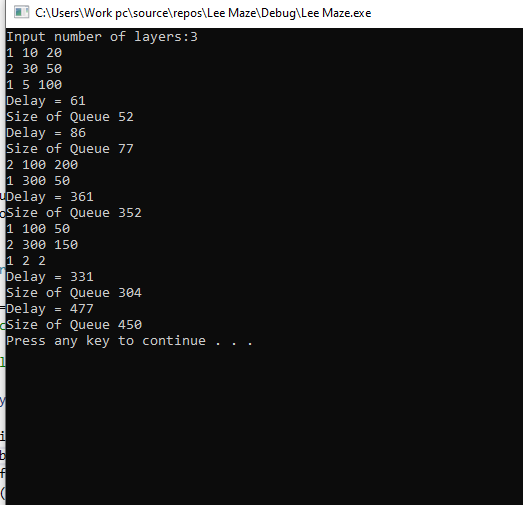 C:\Users\Work pc\source\repos\Lee Maze\Debug\Lee Maze.exe
Input number of layers:3
1 10 20
2 30 50
1 5 100
Delay = 61
Size of Queue 52
Delay = 86
Size of Queue 77
2 100 200
1 300 50
Delay = 361
Size of Queue 352
1 100 50
2 300 150
1 2 2
Delay = 331
Size of Queue 304
Delay = 477
Size of Queue 450
Press any key to continue . . .